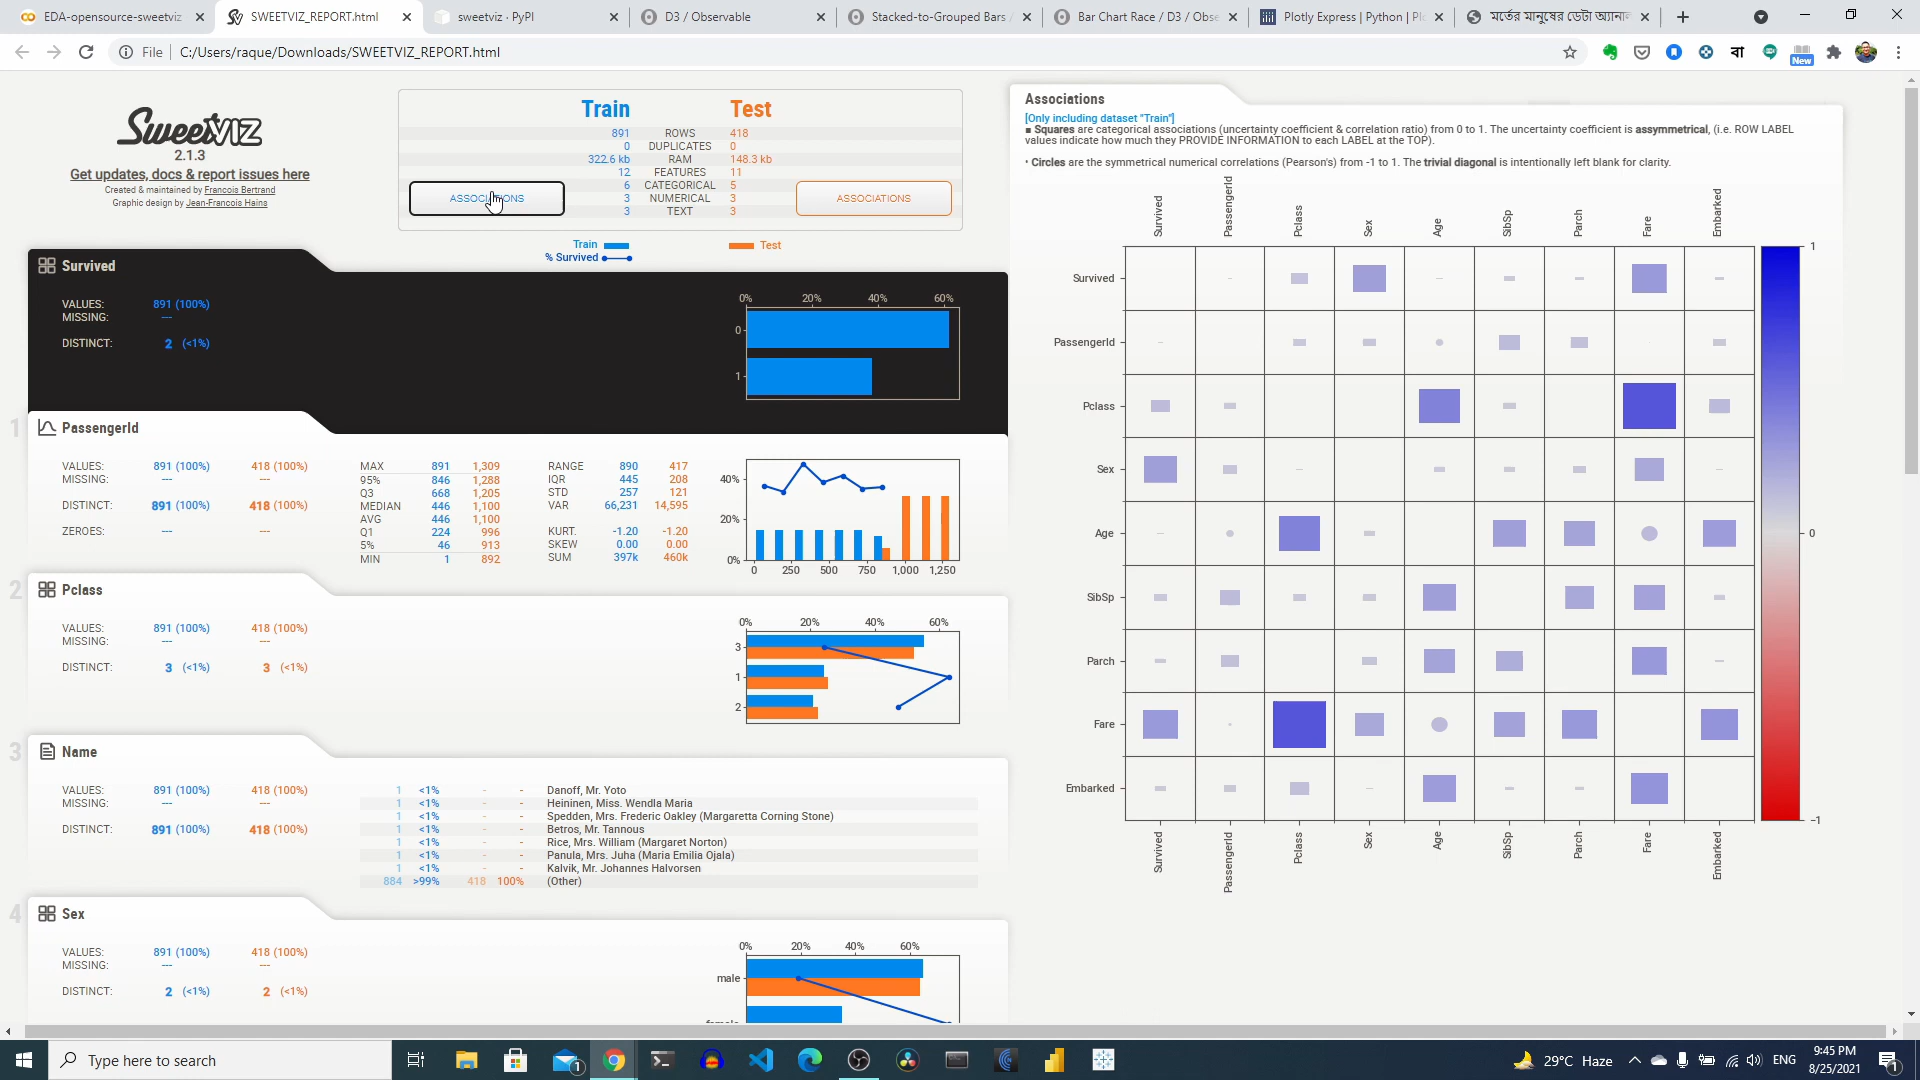 EDA-opensource-sweetviz
SWEETVIZ_REPORT.html
sweetviz · PyPI
D3 / Observable
Stacked-to-Grouped Bars
Bar Chart Race / D3 / Obse
Plotly Express | Python | Pl
মর্তের মানুষের ডেটা অ্যানা
File
C:/Users/raque/Downloads/SWEETVIZ_REPORT.html
বা
New
SweetVIZ
2.1.3
Get updates, docs & report issues here
Created & maintained by Francois Bertrand
Graphic design by Jean-Francois Hains
Train
Test
891 ROWS 418
0 DUPLICATES 0
322.6 kb RAM 148.3 kb
12 FEATURES 11
6 CATEGORICAL 5
3 NUMERICAL 3
3 TEXT 3
ASSOCIATIONS
ASSOCIATIONS
Train
Test
% Survived
Survived
VALUES: 891 (100%)
MISSING: ---
DISTINCT: 2 (<1%)
0% 20% 40% 60%
0
1
1
PassengerId
VALUES: 891 (100%) 418 (100%)
MISSING: --- ---
DISTINCT: 891 (100%) 418 (100%)
ZEROES: --- ---
MAX 891 1,309
95% 846 1,288
Q3 668 1,205
MEDIAN 446 1,100
AVG 446 1,100
Q1 224 996
5% 46 913
MIN 1 892
RANGE 890 417
IQR 445 208
STD 257 121
VAR 66,231 14,595
KURT. -1.20 -1.20
SKEW 0.00 0.00
SUM 397k 460k
40%
20%
0%
0 250 500 750 1,000 1,250
2
Pclass
VALUES: 891 (100%) 418 (100%)
MISSING: --- ---
DISTINCT: 3 (<1%) 3 (<1%)
0% 20% 40% 60%
3
1
2
3
Name
VALUES: 891 (100%) 418 (100%)
MISSING: --- ---
DISTINCT: 891 (100%) 418 (100%)
1 <1% - - Danoff, Mr. Yoto
1 <1% - - Heininen, Miss. Wendla Maria
1 <1% - - Spedden, Mrs. Frederic Oakley (Margaretta Corning Stone)
1 <1% - - Betros, Mr. Tannous
1 <1% - - Rice, Mrs. William (Margaret Norton)
1 <1% - - Panula, Mrs. Juha (Maria Emilia Ojala)
1 <1% - - Kalvik, Mr. Johannes Halvorsen
884 >99% 418 100% (Other)
4
Sex
VALUES: 891 (100%) 418 (100%)
MISSING: --- ---
DISTINCT: 2 (<1%) 2 (<1%)
0% 20% 40% 60%
male
Associations
[Only including dataset "Train"]
■ Squares are categorical associations (uncertainty coefficient & correlation ratio) from 0 to 1. The uncertainty coefficient is assymmetrical, (i.e. ROW LABEL
values indicate how much they PROVIDE INFORMATION to each LABEL at the TOP).
• Circles are the symmetrical numerical correlations (Pearson's) from -1 to 1. The trivial diagonal is intentionally left blank for clarity.
Survived PassengerId Pclass Sex Age SibSp Parch Fare Embarked
Survived
PassengerId
Pclass
Sex
Age
SibSp
Parch
Fare
Embarked
1
0
-1
Survived PassengerId Pclass Sex Age SibSp Parch Fare Embarked
Type here to search
1
29°C Haze
ENG
9:45 PM
8/25/2021
1